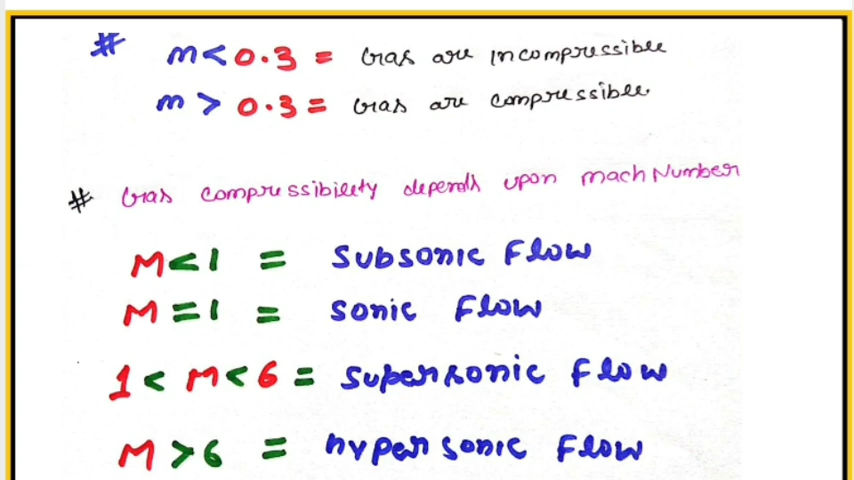 # m < 0.3 = Gas are incompressible
m > 0.3 = Gas are compressible
# Gas compressibility depends upon mach Number
M < 1 = Subsonic Flow
M = 1 = Sonic Flow
1 < M < 6 = Supersonic Flow
M > 6 = hypersonic Flow